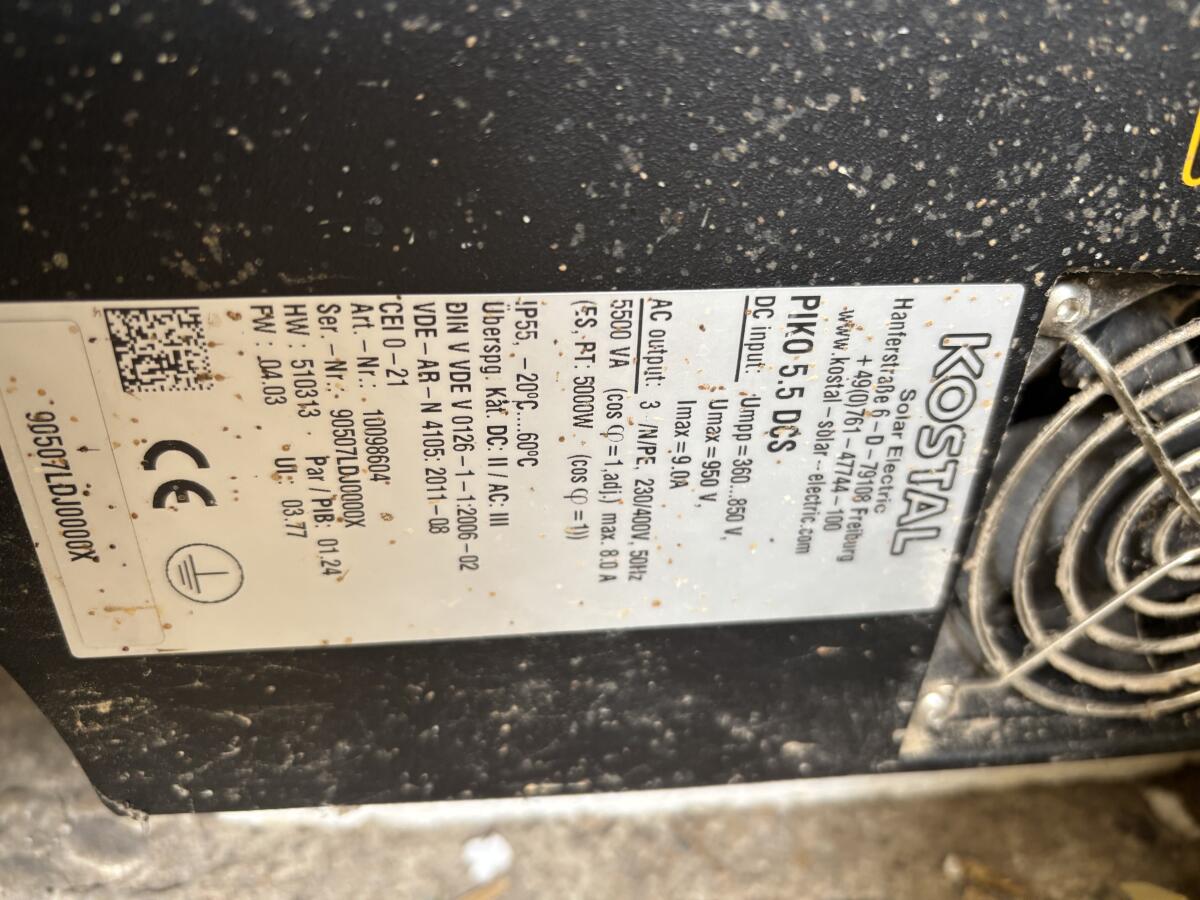 KOSTAL
Solar Electric
Hanferstraße 6 - D - 79108 Freiburg
+ 49(0)761 - 47744 - 100
www.kostal - solar - electric.com
PIKO 5.5 DCS
DC input: Umpp = 360...850 V,
Umax = 950 V,
Imax = 9.0A
AC output: 3 /N/PE, 230/400V, 50Hz
5500 VA (cos φ = 1,adj.) max. 8.0 A
(ES, PT: 5000W (cos φ = 1))
IP55, -20°C...60°C
Überspg. Kat. DC: II / AC: III
DIN V VDE V 0126 - 1 - 1:2006 - 02
VDE - AR - N 4105: 2011 - 08
CEI 0 - 21
Art. - Nr.: 10098604
Ser. - Nr.: 90507LDJ0000X
HW : 510313 par / PIB: 01.24
FW : 04.03 UI: 03.77
CE
90507LDJ0000X